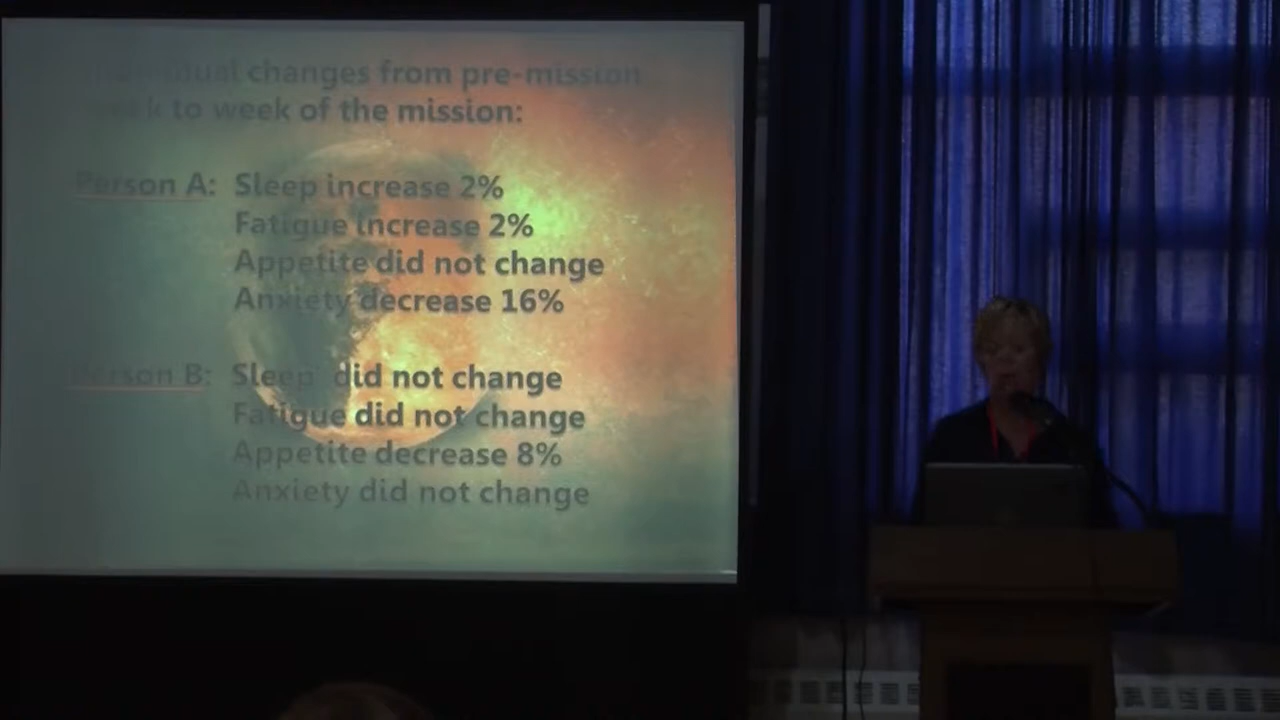 changes from pre-mission
to week of the mission:
Person A: Sleep increase 2%
Fatigue increase 2%
Appetite did not change
Anxiety decrease 16%
Person B: Sleep did not change
Fatigue did not change
Appetite decrease 8%
Anxiety did not change